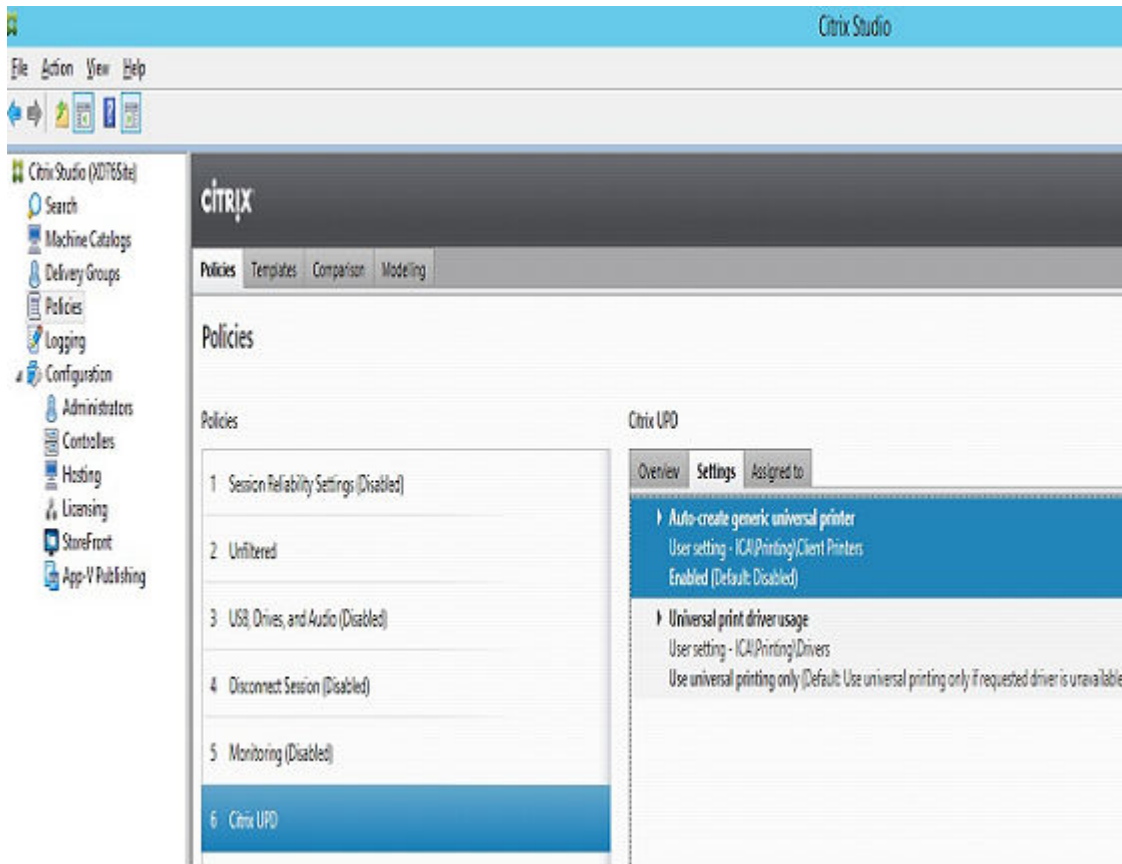 Citrix Studio
File Action View Help
Citrix Studio (XD76Site)
Search
Machine Catalogs
Delivery Groups
Policies
Logging
Configuration
Administrators
Controllers
Hosting
Licensing
StoreFront
App-V Publishing
CITRIX
Policies Templates Comparison Modelling
Policies
Policies
1 Session Reliability Settings (Disabled)
2 Unfiltered
3 USB, Drives, and Audio (Disabled)
4 Disconnect Session (Disabled)
5 Monitoring (Disabled)
6 Citrix UPD
Citrix UPD
Overview Settings Assigned to
Auto-create generic universal printer
User setting - ICA\Printing\Client Printers
Enabled (Default: Disabled)
Universal print driver usage
User setting - ICA\Printing\Drivers
Use universal printing only (Default: Use universal printing only if requested driver is unavailable